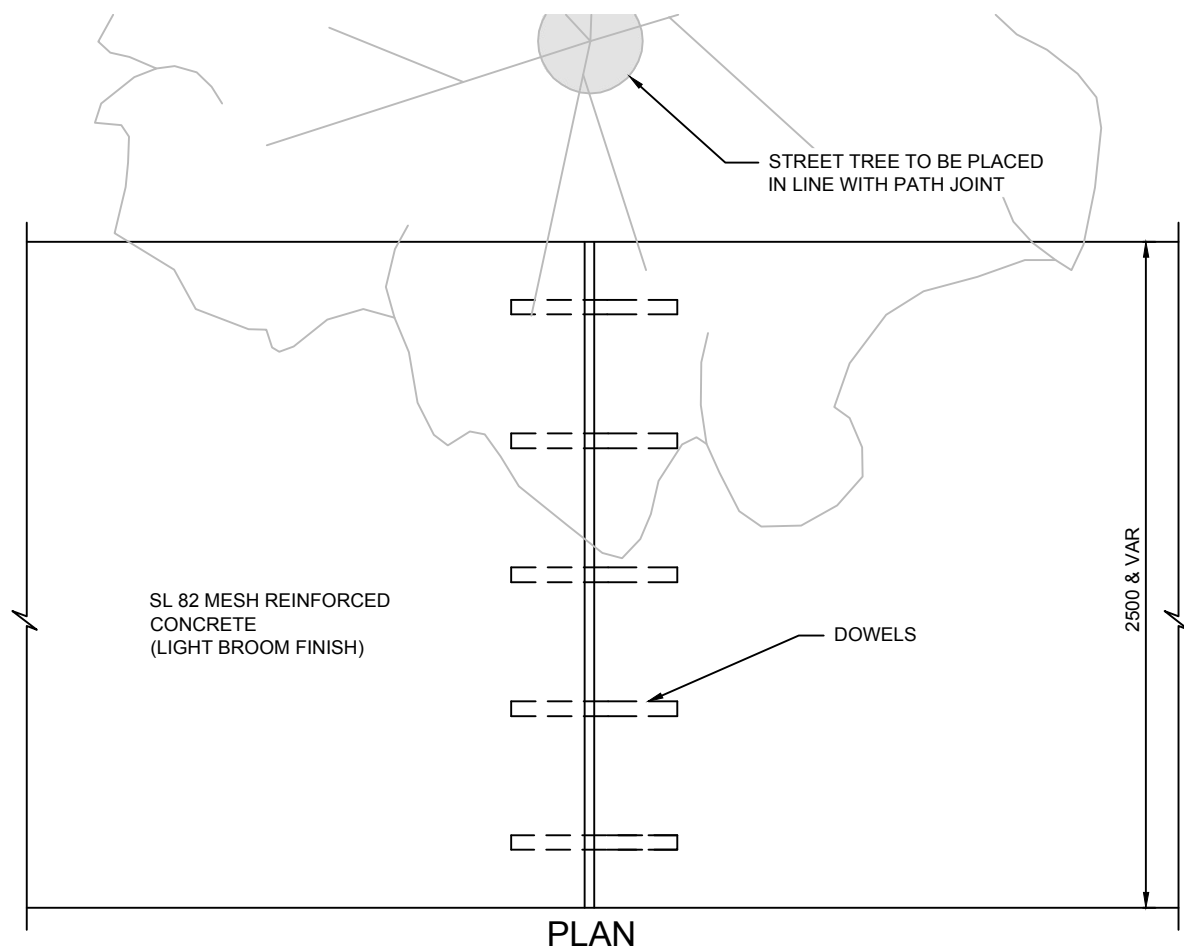 STREET TREE TO BE PLACED
IN LINE WITH PATH JOINT
2500 & VAR
SL 82 MESH REINFORCED
CONCRETE
(LIGHT BROOM FINISH)
DOWELS
PLAN